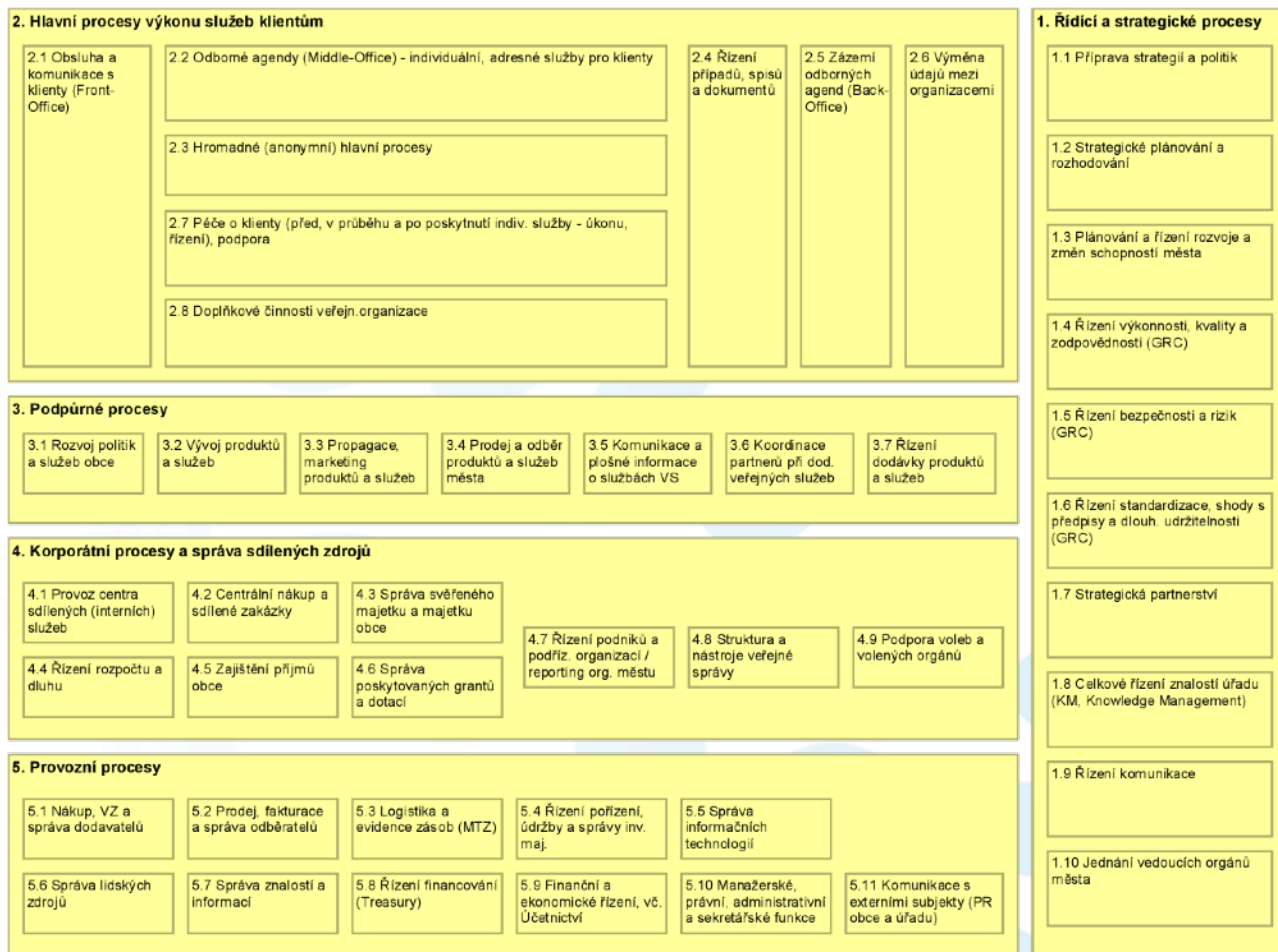 2. Hlavní procesy výkonu služeb klientům
2.1 Obsluha a
komunikace s
klienty (Front-
Office)
2.2 Odborné agendy (Middle-Office) - individuální, adresné služby pro klienty
2.3 Hromadné (anonymní) hlavní procesy
2.7 Péče o klienty (před, v průběhu a po poskytnutí indiv. služby - úkonu,
řízení), podpora
2.8 Doplňkové činnosti veřejn.organizace
2.4 Řízení
případů, spisů
a dokumentů
2.5 Zázemí
odborných
agend (Back-
Office)
2.6 Výměna
údajů mezi
organizacemi
3. Podpůrné procesy
3.1 Rozvoj politik
a služeb obce
3.2 Vývoj produktů
a služeb
3.3 Propagace,
marketing
produktů a služeb
3.4 Prodej a odběr
produktů a služeb
města
3.5 Komunikace a
plošné informace
o službách VS
3.6 Koordinace
partnerů při dod.
veřejných služeb
3.7 Řízení
dodávky produktů
a služeb
4. Korporátní procesy a správa sdílených zdrojů
4.1 Provoz centra
sdílených (interních)
služeb
4.2 Centrální nákup a
sdílené zakázky
4.3 Správa svěřeného
majetku a majetku
obce
4.4 Řízení rozpočtu a
dluhu
4.5 Zajištění příjmů
obce
4.6 Správa
poskytovaných grantů
a dotací
4.7 Řízení podniků a
podříz. organizací /
reporting org. městu
4.8 Struktura a
nástroje veřejné
správy
4.9 Podpora voleb a
volených orgánů
5. Provozní procesy
5.1 Nákup, VZ a
správa dodavatelů
5.2 Prodej, fakturace
a správa odběratelů
5.3 Logistika a
evidence zásob (MTZ)
5.4 Řízení pořízení,
údržby a správy inv.
maj.
5.5 Správa
informačních
technologií
5.6 Správa lidských
zdrojů
5.7 Správa znalostí a
informací
5.8 Řízení financování
(Treasury)
5.9 Finanční a
ekonomické řízení, vč.
Účetnictví
5.10 Manažerské,
právní, administrativní
a sekretářské funkce
5.11 Komunikace s
externími subjekty (PR
obce a úřadu)
1. Řídící a strategické procesy
1.1 Příprava strategií a politik
1.2 Strategické plánování a
rozhodování
1.3 Plánování a řízení rozvoje a
změn schopností města
1.4 Řízení výkonnosti, kvality a
zodpovědnosti (GRC)
1.5 Řízení bezpečnosti a rizik
(GRC)
1.6 Řízení standardizace, shody s
předpisy a dlouh. udržitelnosti
(GRC)
1.7 Strategická partnerství
1.8 Celkové řízení znalostí úřadu
(KM, Knowledge Management)
1.9 Řízení komunikace
1.10 Jednání vedoucích orgánů
města